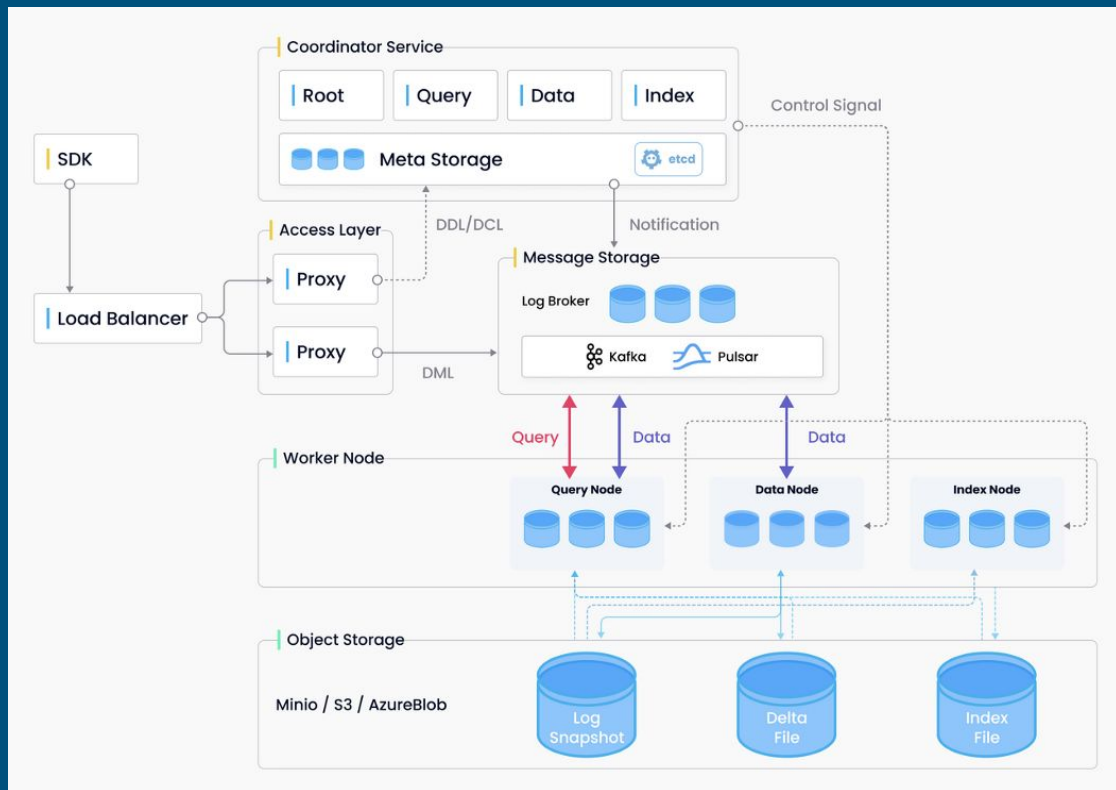 Coordinator Service
Root
Query
Data
Index
Control Signal
SDK
Meta Storage
etcd
DDL/DCL
Notification
Access Layer
Message Storage
Proxy
Log Broker
Load Balancer
Proxy
Kafka
Pulsar
DML
Query
Data
Data
Worker Node
Query Node
Data Node
Index Node
Object Storage
Minio / S3 / AzureBlob
Log
Snapshot
Delta
File
Index
File